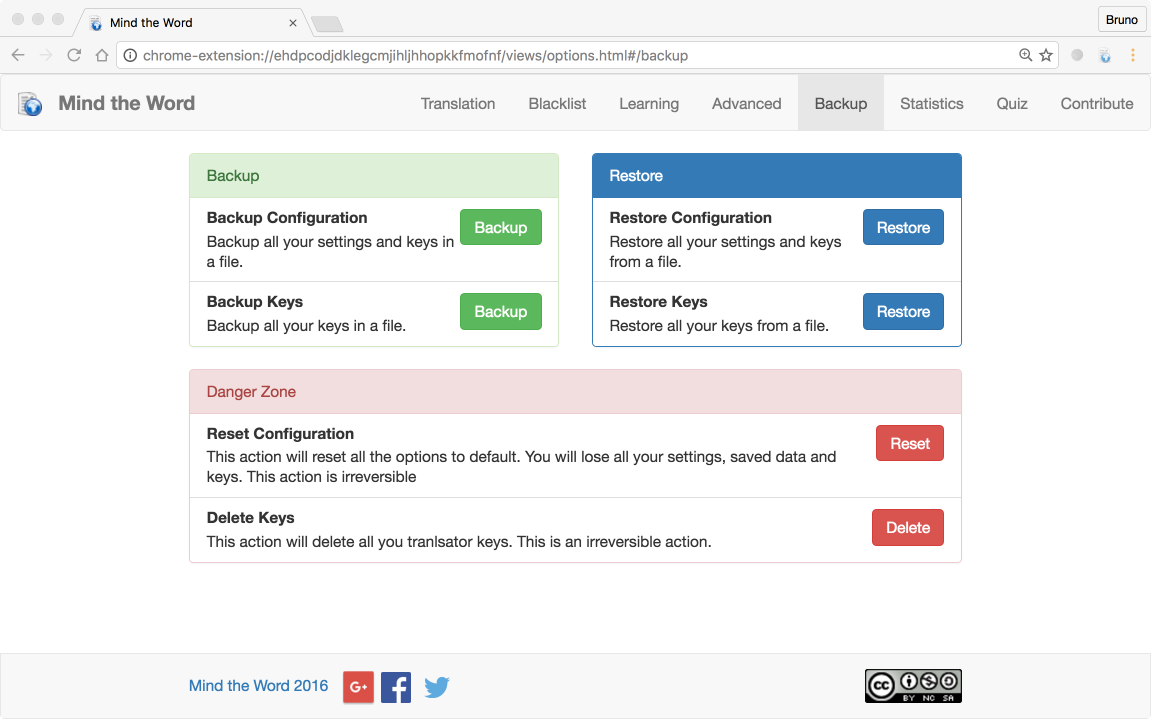 Mind the Word
Bruno
chrome-extension://ehdpcodjdklegcmjihljhhopkkfmofnf/views/options.html#/backup
Mind the Word Translation Blacklist Learning Advanced Backup Statistics Quiz Contribute
Backup
Backup Configuration
Backup all your settings and keys in
a file.
Backup
Backup Keys
Backup all your keys in a file.
Backup
Restore
Restore Configuration
Restore all your settings and keys
from a file.
Restore
Restore Keys
Restore all your keys from a file.
Restore
Danger Zone
Reset Configuration
This action will reset all the options to default. You will lose all your settings, saved data and
keys. This action is irreversible
Reset
Delete Keys
This action will delete all you tranlsator keys. This is an irreversible action.
Delete
Mind the Word 2016
G+
f
cc
BY NC SA